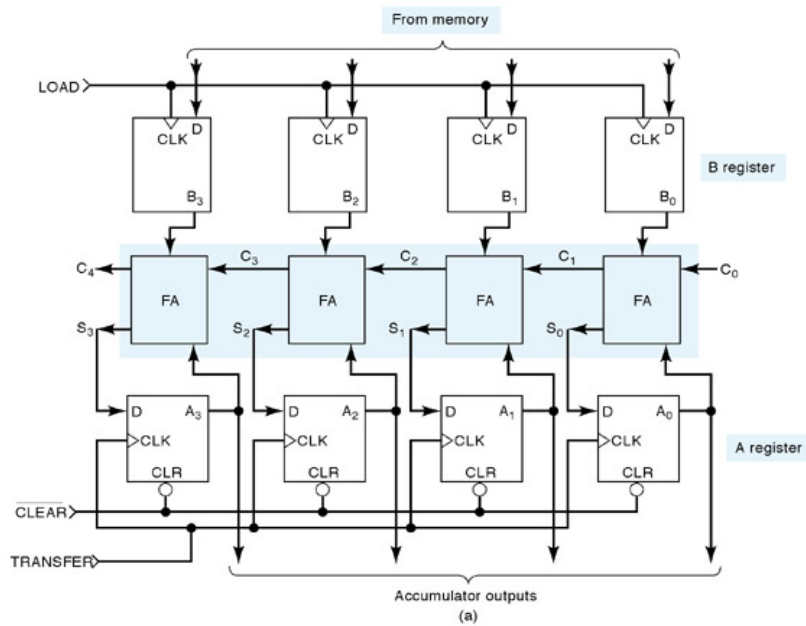 From memory
LOAD
D D D D
CLK CLK CLK CLK
B register
B₃ B₂ B₁ B₀
C₄ C₃ C₂ C₁ C₀
FA FA FA FA
S₃ S₂ S₁ S₀
D A₃ D A₂ D A₁ D A₀
A register
CLK CLK CLK CLK
CLR CLR CLR CLR
C̅L̅E̅A̅R̅
TRANSFER
Accumulator outputs
(a)